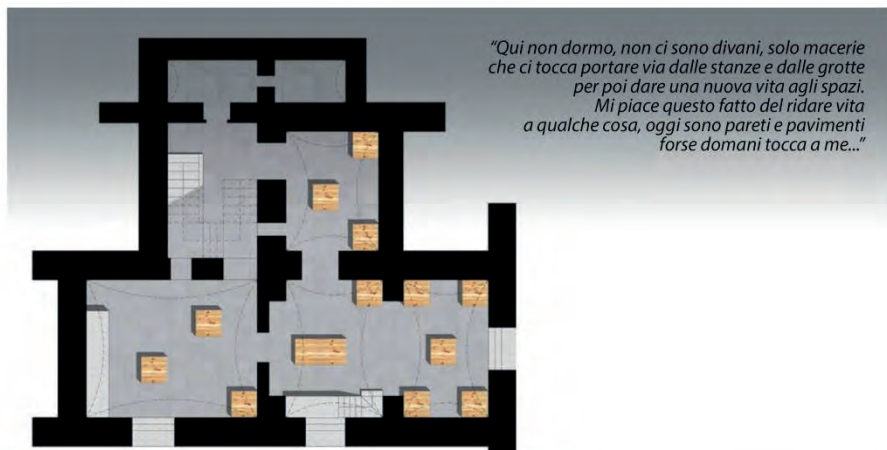 “Qui non dormo, non ci sono divani, solo macerie
che ci tocca portare via dalle stanze e dalle grotte
per poi dare una nuova vita agli spazi.
Mi piace questo fatto del ridare vita
a qualche cosa, oggi sono pareti e pavimenti
forse domani tocca a me...”